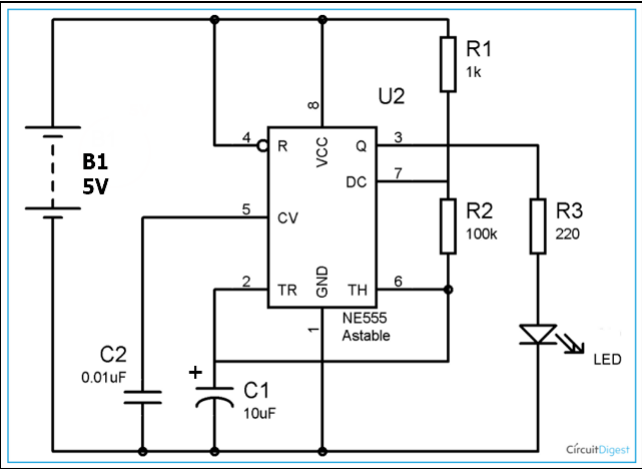 R1
1k
U2
8
4
R
VCC
Q
3
B1
5V
DC
7
5
CV
R2
100k
R3
220
2
TR
GND
TH
6
1
NE555
Astable
C2
0.01uF
+
C1
10uF
LED
CircuitDigest